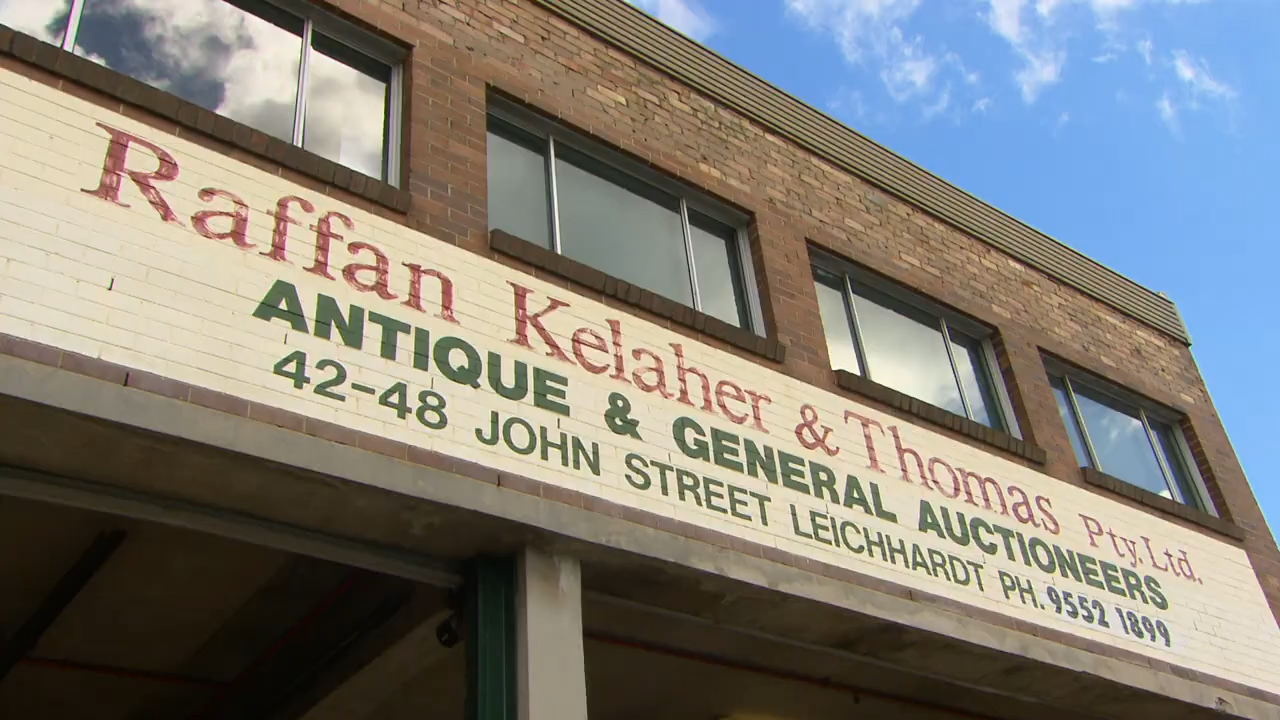 Raffan Kelaher & Thomas Pty. Ltd.
ANTIQUE & GENERAL AUCTIONEERS
42-48 JOHN STREET LEICHHARDT PH. 9552 1899